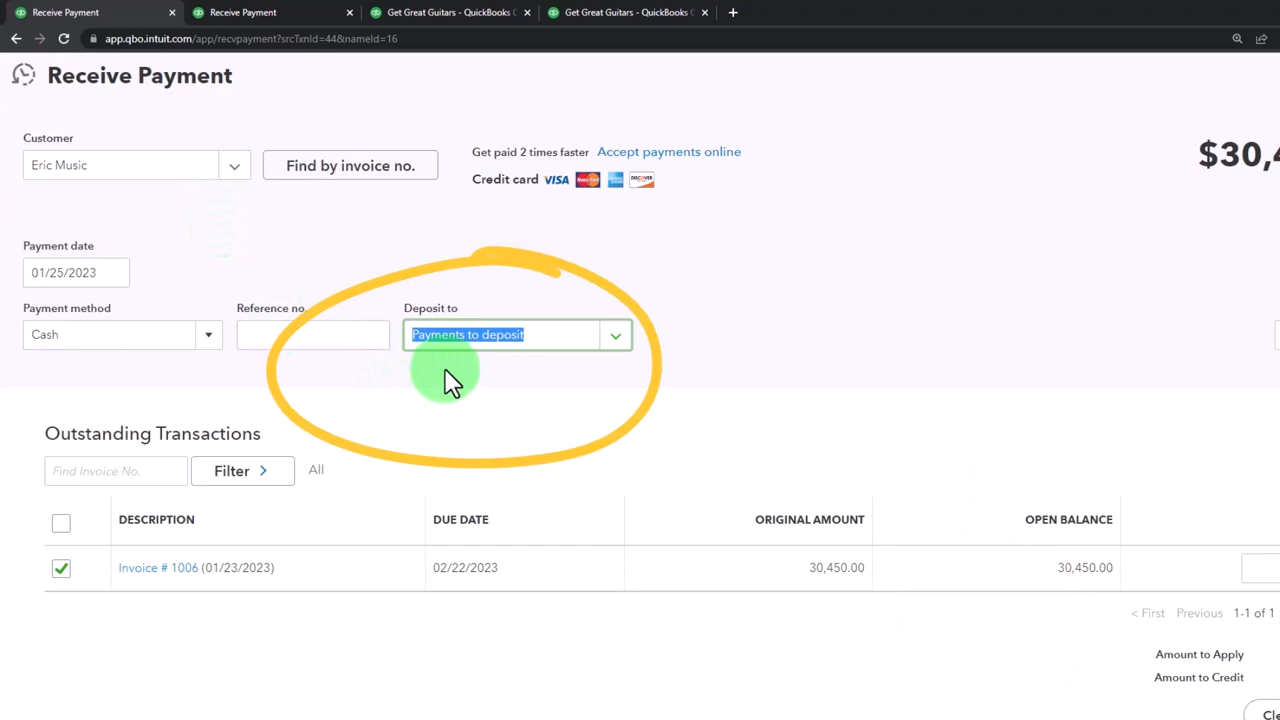 Receive Payment
Receive Payment
Get Great Guitars - QuickBooks C
Get Great Guitars - QuickBooks C
app.qbo.intuit.com/app/recvpayment?srcTxnId=44&nameId=16
Receive Payment
Customer
Eric Music
Find by invoice no.
Get paid 2 times faster Accept payments online
Credit card VISA
$30,4
Payment date
01/25/2023
Payment method
Reference no.
Deposit to
Cash
Payments to deposit
Outstanding Transactions
Find Invoice No.
Filter >
All
DESCRIPTION
DUE DATE
ORIGINAL AMOUNT
OPEN BALANCE
Invoice # 1006 (01/23/2023)
02/22/2023
30,450.00
30,450.00
< First Previous 1-1 of 1
Amount to Apply
Amount to Credit
Cle